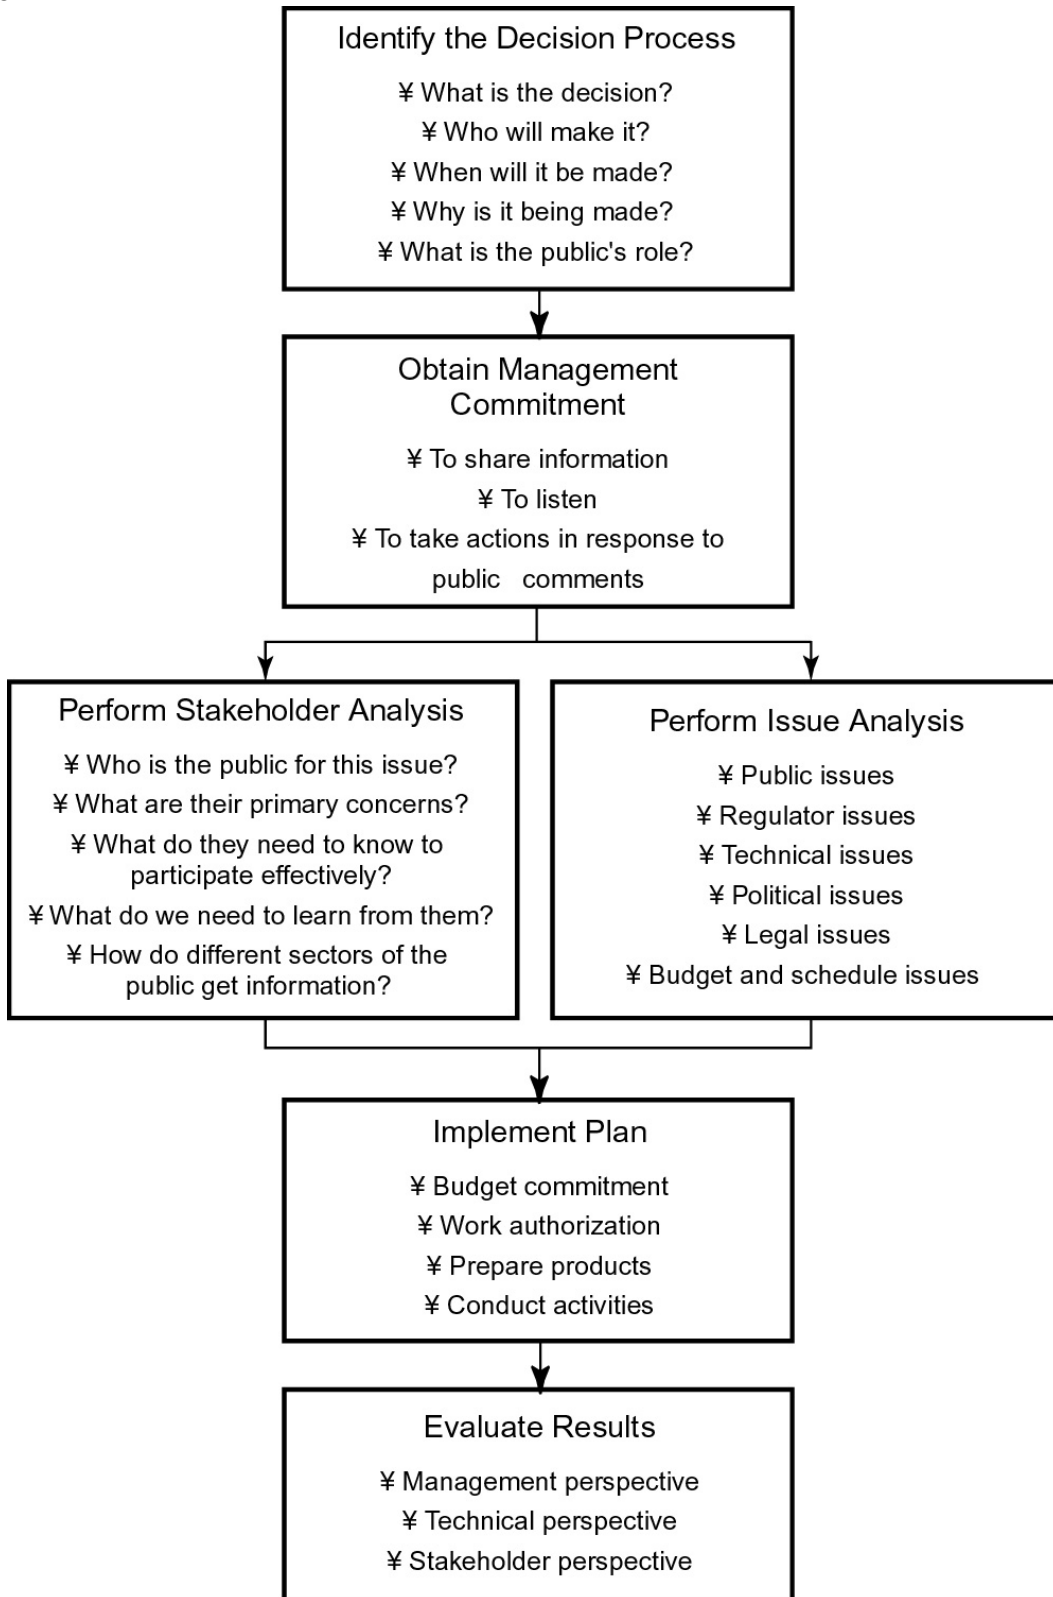 Identify the Decision Process
¥ What is the decision?
¥ Who will make it?
¥ When will it be made?
¥ Why is it being made?
¥ What is the public's role?
Obtain Management
Commitment
¥ To share information
¥ To listen
¥ To take actions in response to
public comments
Perform Stakeholder Analysis
¥ Who is the public for this issue?
¥ What are their primary concerns?
¥ What do they need to know to
participate effectively?
¥ What do we need to learn from them?
¥ How do different sectors of the
public get information?
Perform Issue Analysis
¥ Public issues
¥ Regulator issues
¥ Technical issues
¥ Political issues
¥ Legal issues
¥ Budget and schedule issues
Implement Plan
¥ Budget commitment
¥ Work authorization
¥ Prepare products
¥ Conduct activities
Evaluate Results
¥ Management perspective
¥ Technical perspective
¥ Stakeholder perspective